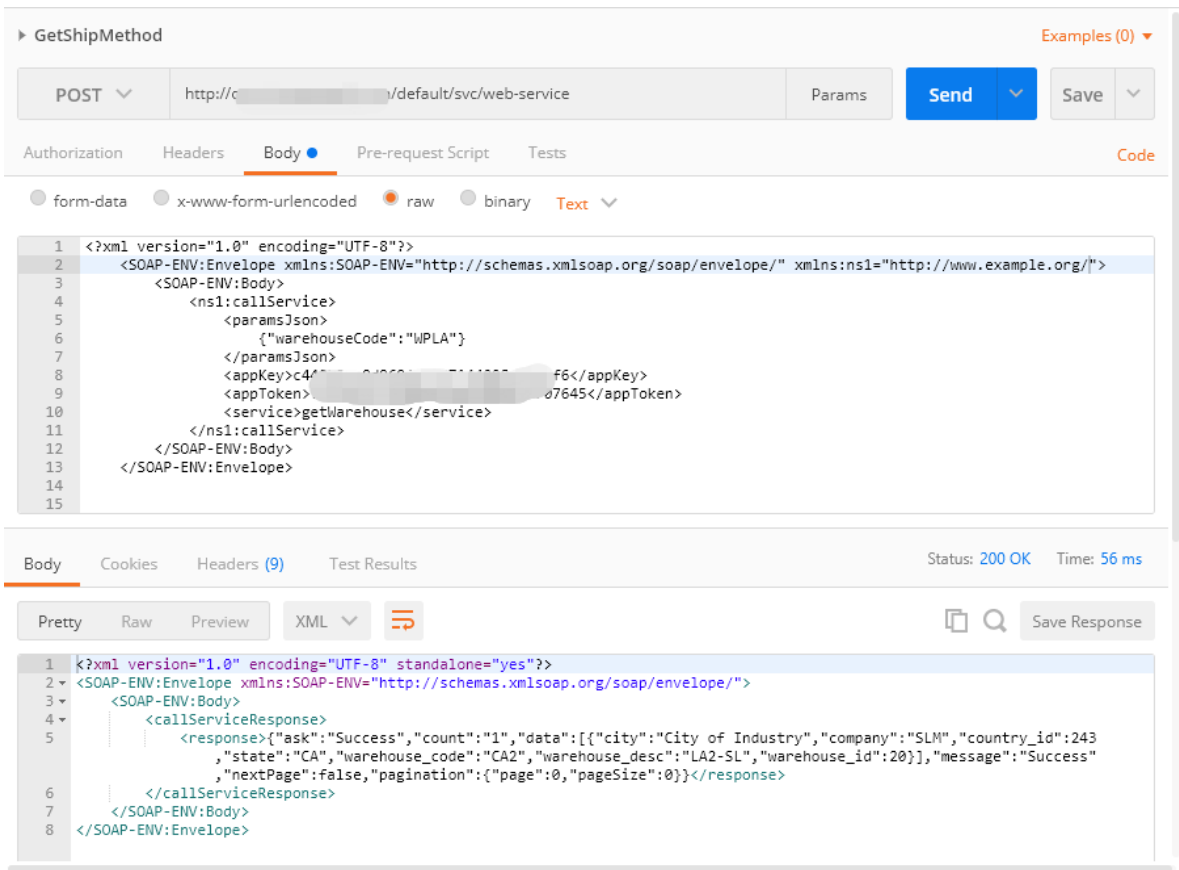 GetShipMethod Examples (0)
POST http:// /default/svc/web-service Params Send Save
Authorization Headers Body Pre-request Script Tests Code
form-data x-www-form-urlencoded raw binary Text
1 <?xml version="1.0" encoding="UTF-8"?>
2 <SOAP-ENV:Envelope xmlns:SOAP-ENV="http://schemas.xmlsoap.org/soap/envelope/" xmlns:ns1="http://www.example.org/">
3 <SOAP-ENV:Body>
4 <ns1:callService>
5 <paramsJson>
6 {"warehouseCode":"WPLA"}
7 </paramsJson>
8 <appKey> f6</appKey>
9 <appToken> 07645</appToken>
10 <service>getWarehouse</service>
11 </ns1:callService>
12 </SOAP-ENV:Body>
13 </SOAP-ENV:Envelope>
14
15
Body Cookies Headers (9) Test Results Status: 200 OK Time: 56 ms
Pretty Raw Preview XML Save Response
1 <?xml version="1.0" encoding="UTF-8" standalone="yes"?>
2 <SOAP-ENV:Envelope xmlns:SOAP-ENV="http://schemas.xmlsoap.org/soap/envelope/">
3 <SOAP-ENV:Body>
4 <callServiceResponse>
5 <response>{"ask":"Success","count":"1","data":[{"city":"City of Industry","company":"SLM","country_id":243
,"state":"CA","warehouse_code":"CA2","warehouse_desc":"LA2-SL","warehouse_id":20}],"message":"Success"
,"nextPage":false,"pagination":{"page":0,"pageSize":0}}</response>
6 </callServiceResponse>
7 </SOAP-ENV:Body>
8 </SOAP-ENV:Envelope>